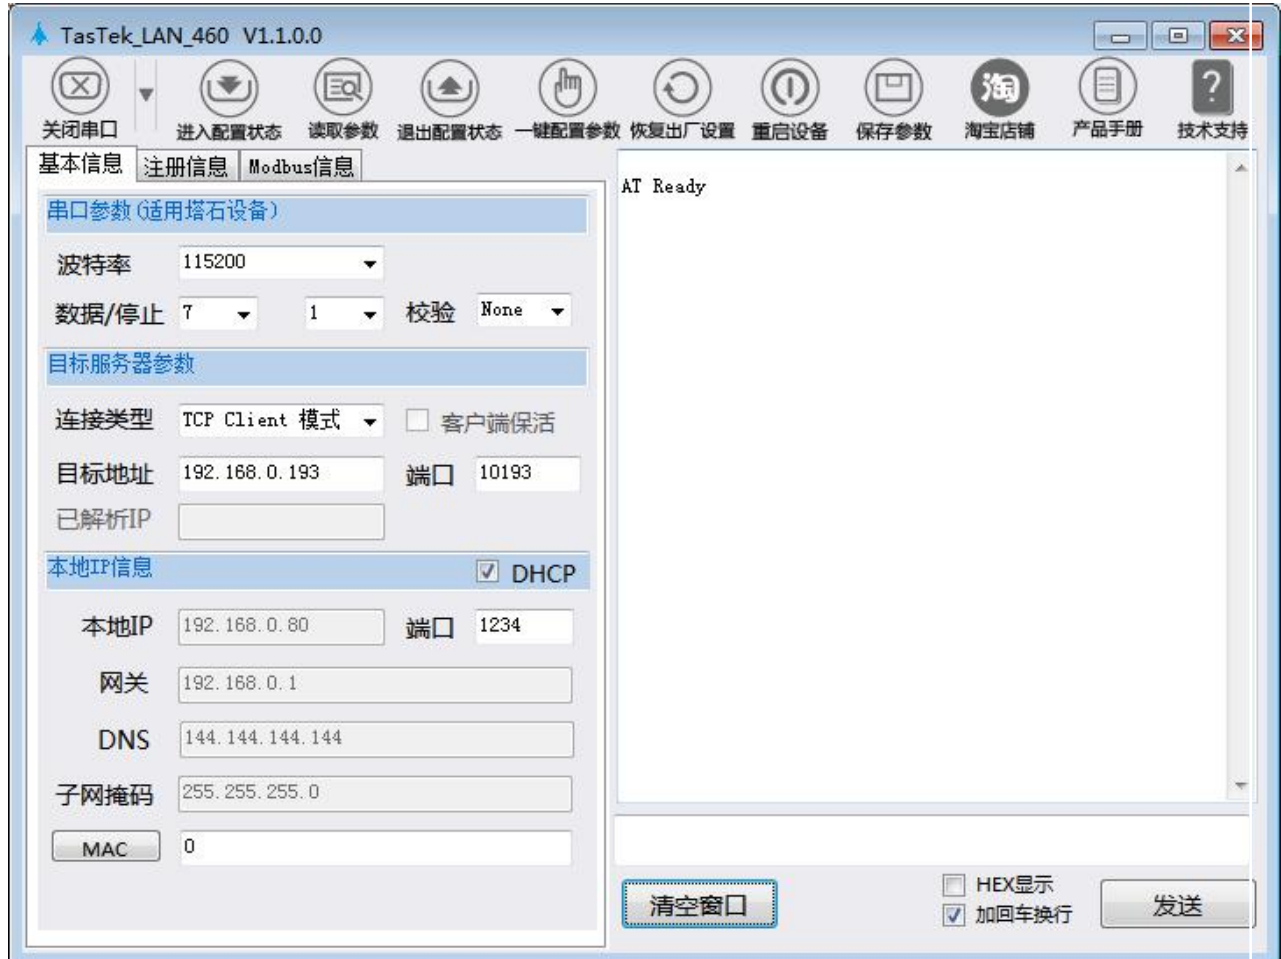 TasTek_LAN_460 V1.1.0.0
关闭串口 进入配置状态 读取参数 退出配置状态 一键配置参数 恢复出厂设置 重启设备 保存参数 淘 淘宝店铺 产品手册 ? 技术支持
基本信息 注册信息 Modbus信息
AT Ready
串口参数(适用塔石设备)
波特率 115200
数据/停止 7 1 校验 None
目标服务器参数
连接类型 TCP Client 模式 客户端保活
目标地址 192.168.0.193 端口 10193
已解析IP
本地IP信息 DHCP
本地IP 192.168.0.80 端口 1234
网关 192.168.0.1
DNS 144.144.144.144
子网掩码 255.255.255.0
MAC 0
清空窗口 HEX显示 加回车换行 发送